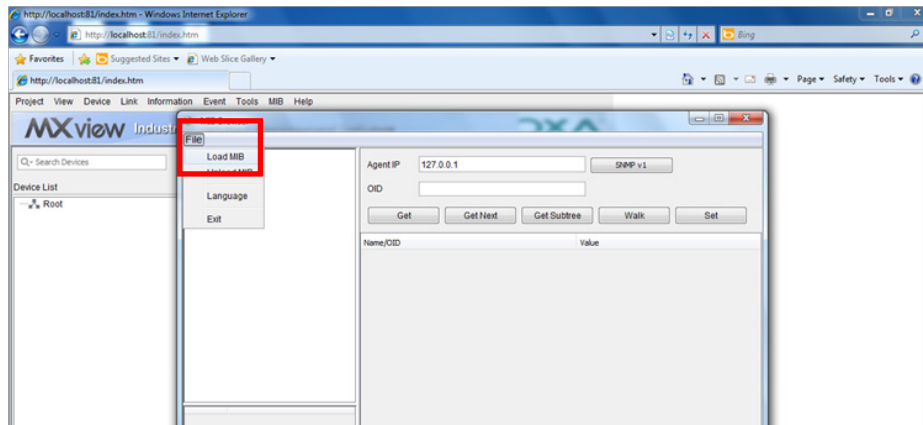 http://localhost:81/index.htm - Windows Internet Explorer
http://localhost:81/index.htm
Bing
Favorites Suggested Sites Web Slice Gallery
http://localhost:81/index.htm
Page Safety Tools
Project View Device Link Information Event Tools MIB Help
MXview Indust
File
Load MIB
Language
Exit
Search Devices
Device List
Root
Agent IP 127.0.0.1 SNMP v1
OID
Get Get Next Get Subtree Walk Set
Name/OID Value